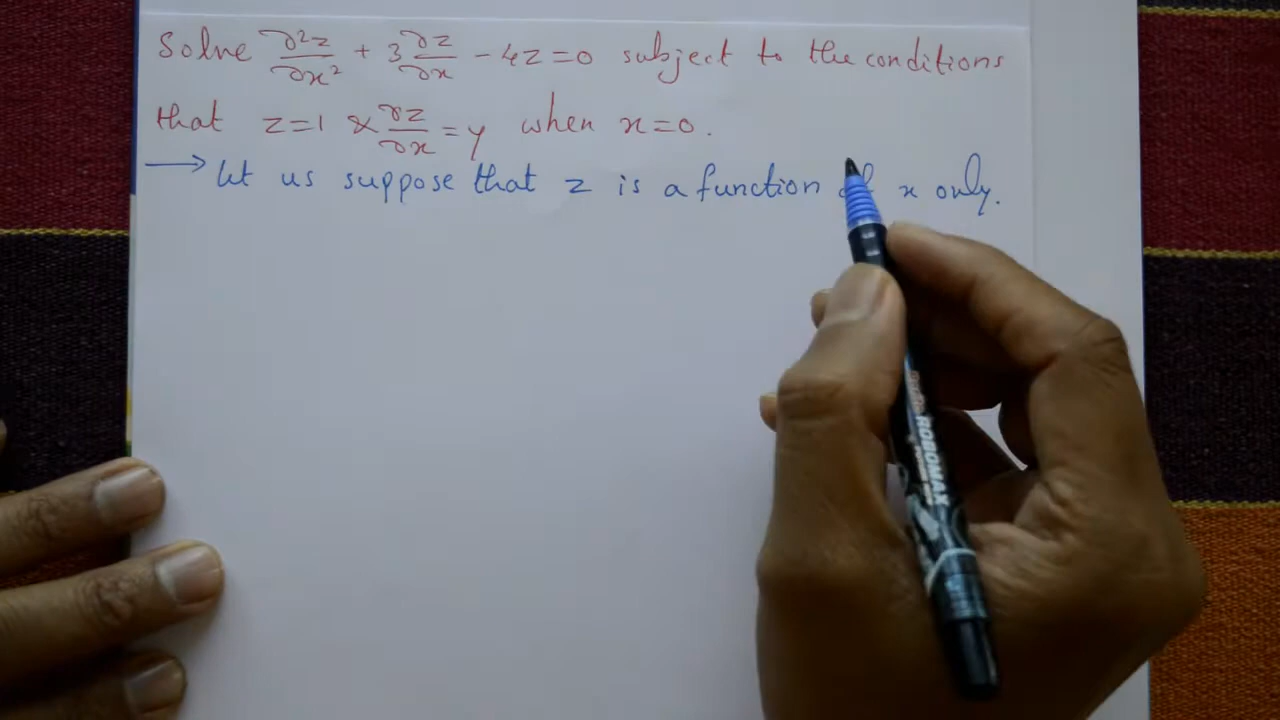 Solve ∂²z/∂x² + 3 ∂z/∂x - 4z = 0 subject to the conditions
that z=1 & ∂z/∂x = y when x=0.
→ Let us suppose that z is a function of x only.
ROBOMAX